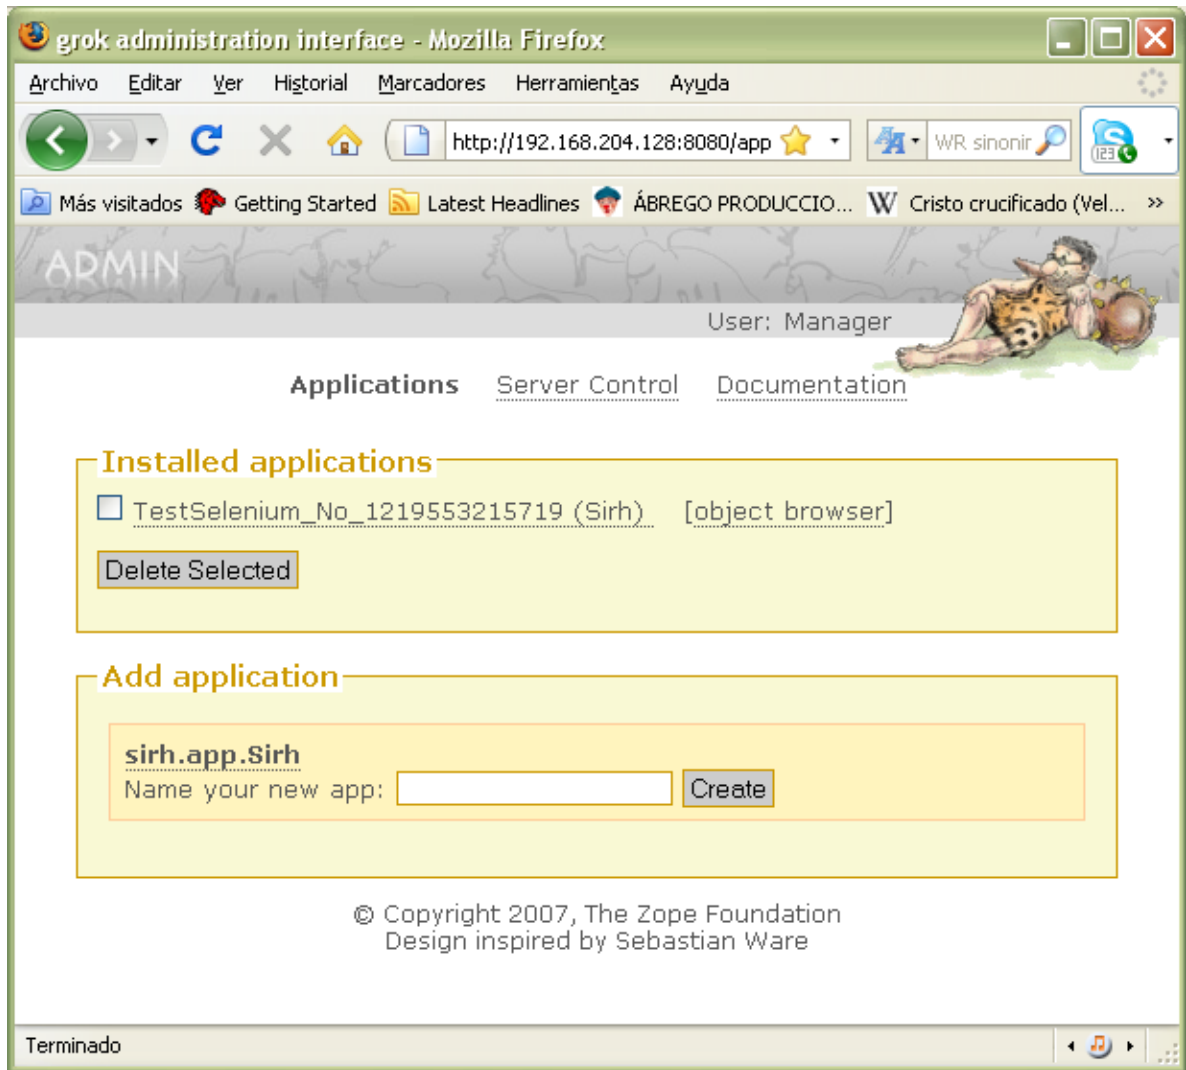 grok administration interface - Mozilla Firefox
Archivo Editar Ver Historial Marcadores Herramientas Ayuda
http://192.168.204.128:8080/app WR sinonir 123
Más visitados Getting Started Latest Headlines ÁBREGO PRODUCCIO... W Cristo crucificado (Vel... »
ADMIN
User: Manager
Applications Server Control Documentation
Installed applications
TestSelenium_No_1219553215719 (Sirh) [object browser]
Delete Selected
Add application
sirh.app.Sirh
Name your new app: Create
© Copyright 2007, The Zope Foundation
Design inspired by Sebastian Ware
Terminado